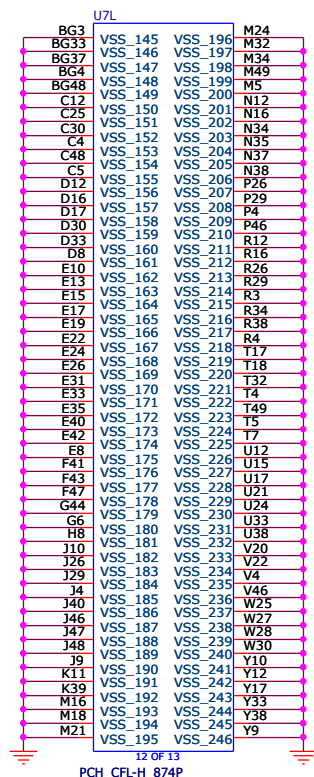 U7L
BG3 VSS_145 VSS_196 M24
BG33 VSS_146 VSS_197 M32
BG37 VSS_147 VSS_198 M34
BG4 VSS_148 VSS_199 M49
BG48 VSS_149 VSS_200 M5
C12 VSS_150 VSS_201 N12
C25 VSS_151 VSS_202 N16
C30 VSS_152 VSS_203 N34
C4 VSS_153 VSS_204 N35
C48 VSS_154 VSS_205 N37
C5 VSS_155 VSS_206 N38
D12 VSS_156 VSS_207 P26
D16 VSS_157 VSS_208 P29
D17 VSS_158 VSS_209 P4
D30 VSS_159 VSS_210 P46
D33 VSS_160 VSS_211 R12
D8 VSS_161 VSS_212 R16
E10 VSS_162 VSS_213 R26
E13 VSS_163 VSS_214 R29
E15 VSS_164 VSS_215 R3
E17 VSS_165 VSS_216 R34
E19 VSS_166 VSS_217 R38
E22 VSS_167 VSS_218 R4
E24 VSS_168 VSS_219 T17
E26 VSS_169 VSS_220 T18
E31 VSS_170 VSS_221 T32
E33 VSS_171 VSS_222 T4
E35 VSS_172 VSS_223 T49
E40 VSS_173 VSS_224 T5
E42 VSS_174 VSS_225 T7
E8 VSS_175 VSS_226 U12
F41 VSS_176 VSS_227 U15
F43 VSS_177 VSS_228 U17
F47 VSS_178 VSS_229 U21
G44 VSS_179 VSS_230 U24
G6 VSS_180 VSS_231 U33
H8 VSS_181 VSS_232 U38
J10 VSS_182 VSS_233 V20
J26 VSS_183 VSS_234 V22
J29 VSS_184 VSS_235 V4
J4 VSS_185 VSS_236 V46
J40 VSS_186 VSS_237 W25
J46 VSS_187 VSS_238 W27
J47 VSS_188 VSS_239 W28
J48 VSS_189 VSS_240 W30
J9 VSS_190 VSS_241 Y10
K11 VSS_191 VSS_242 Y12
K39 VSS_192 VSS_243 Y17
M16 VSS_193 VSS_244 Y33
M18 VSS_194 VSS_245 Y38
M21 VSS_195 VSS_246 Y9
12 OF 13
PCH_CFL-H_874P